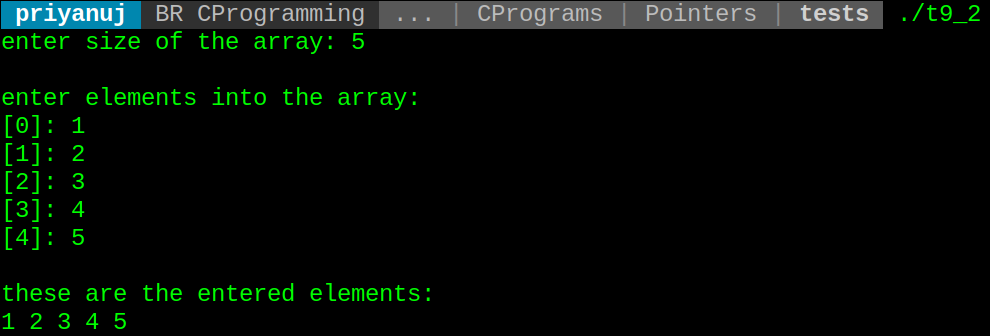 priyanuj BR CProgramming ... | CPrograms | Pointers | tests ./t9_2
enter size of the array: 5
enter elements into the array:
[0]: 1
[1]: 2
[2]: 3
[3]: 4
[4]: 5
these are the entered elements:
1 2 3 4 5